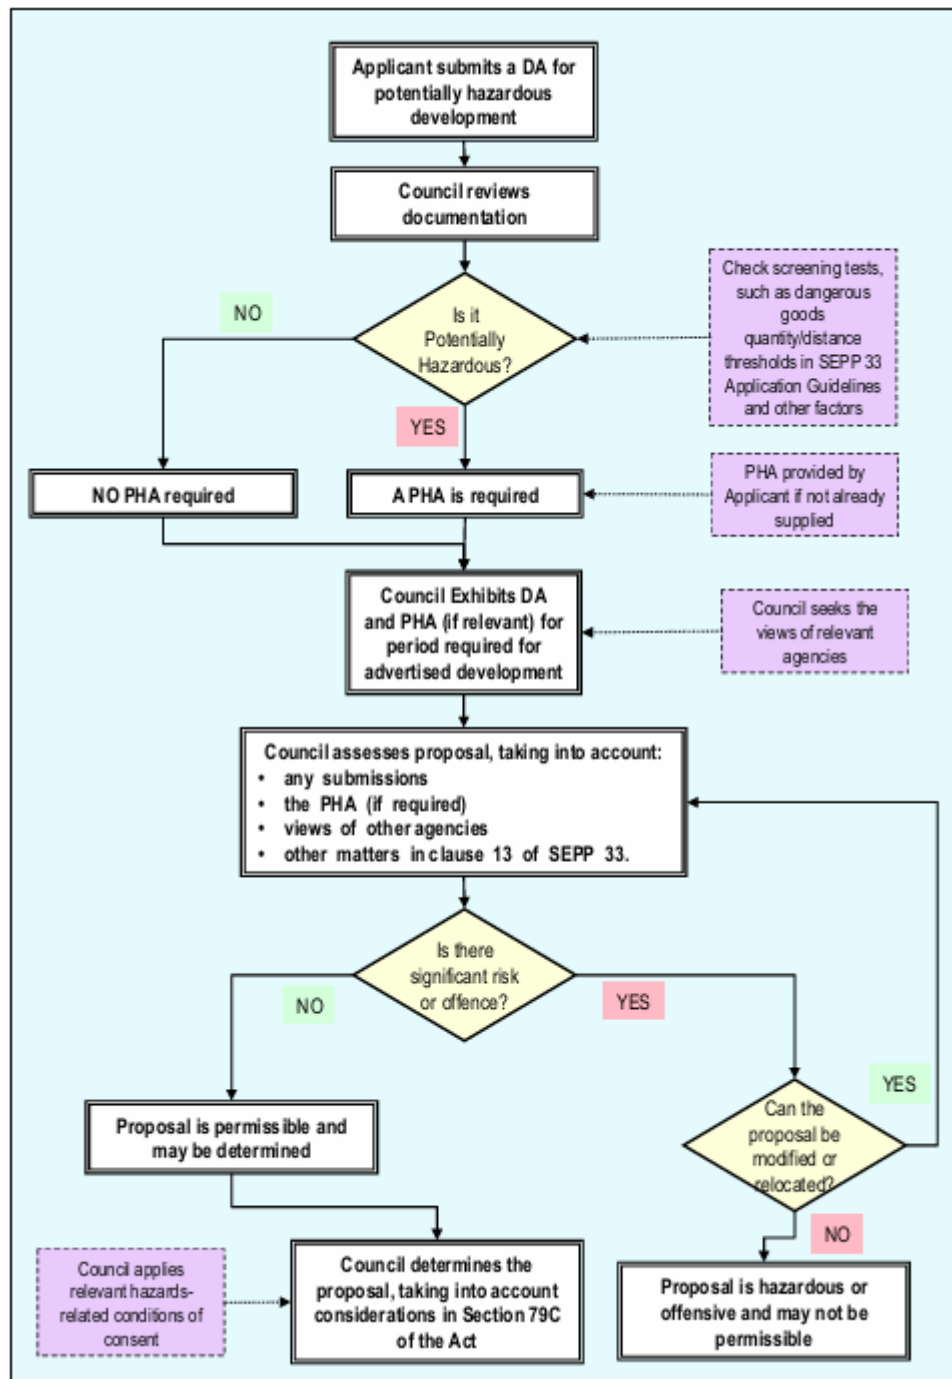 Applicant submits a DA for
potentially hazardous
development
Council reviews
documentation
Check screening tests,
such as dangerous
goods
quantity/distance
thresholds in SEPP 33
Application Guidelines
and other factors
NO
Is it
Potentially
Hazardous?
YES
NO PHA required
A PHA is required
PHA provided by
Applicant if not already
supplied
Council Exhibits DA
and PHA (if relevant) for
period required for
advertised development
Council seeks the
views of relevant
agencies
Council assesses proposal, taking into account:
• any submissions
• the PHA (if required)
• views of other agencies
• other matters in clause 13 of SEPP 33.
Is there
significant risk
or offence?
NO
YES
YES
Proposal is permissible and
may be determined
Can the
proposal be
modified or
relocated?
NO
Council applies
relevant hazards-
related conditions of
consent
Council determines the
proposal, taking into account
considerations in Section 79C
of the Act
Proposal is hazardous or
offensive and may not be
permissible